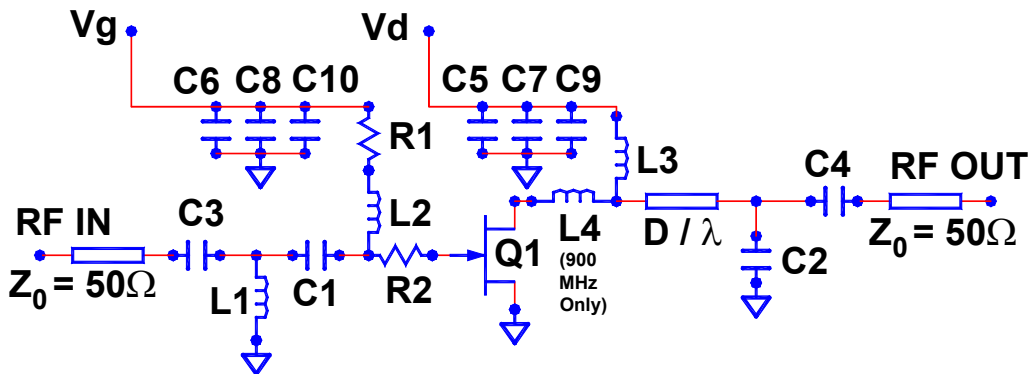 Vg
Vd
C6 C8 C10
C5 C7 C9
R1
L3
C4
RF OUT
C3
L2
RF IN
L4
(900
MHz
Only)
D / λ
Z0 = 50Ω
Q1
C2
Z0 = 50Ω
L1
C1
R2